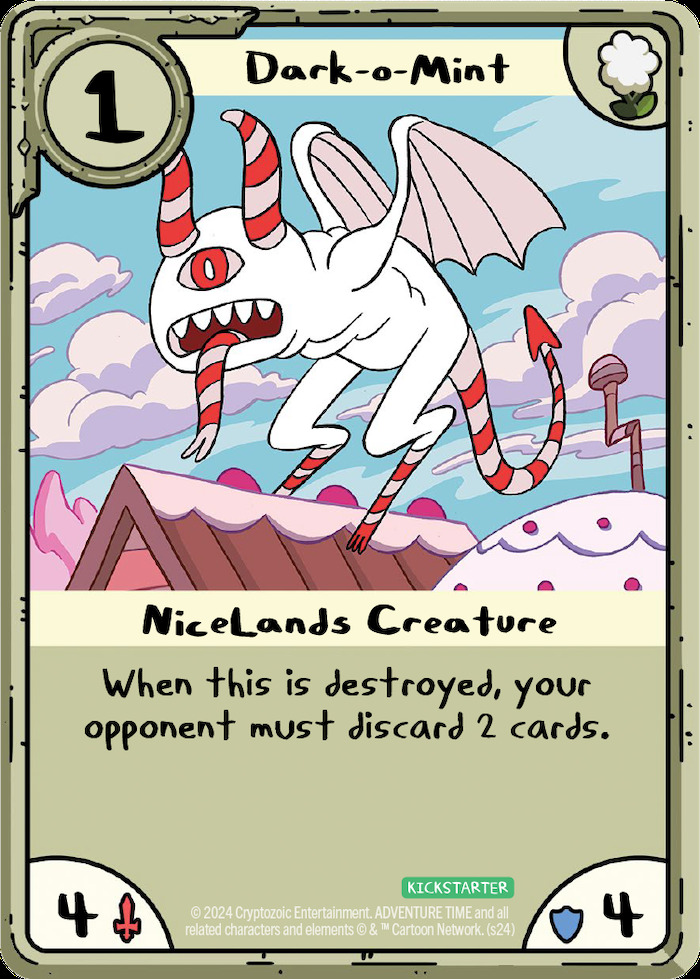 1
Dark-o-Mint
NiceLands Creature
When this is destroyed, your
opponent must discard 2 cards.
KICKSTARTER
4
© 2024 Cryptozoic Entertainment. ADVENTURE TIME and all
related characters and elements © & ™ Cartoon Network. (s24)
4